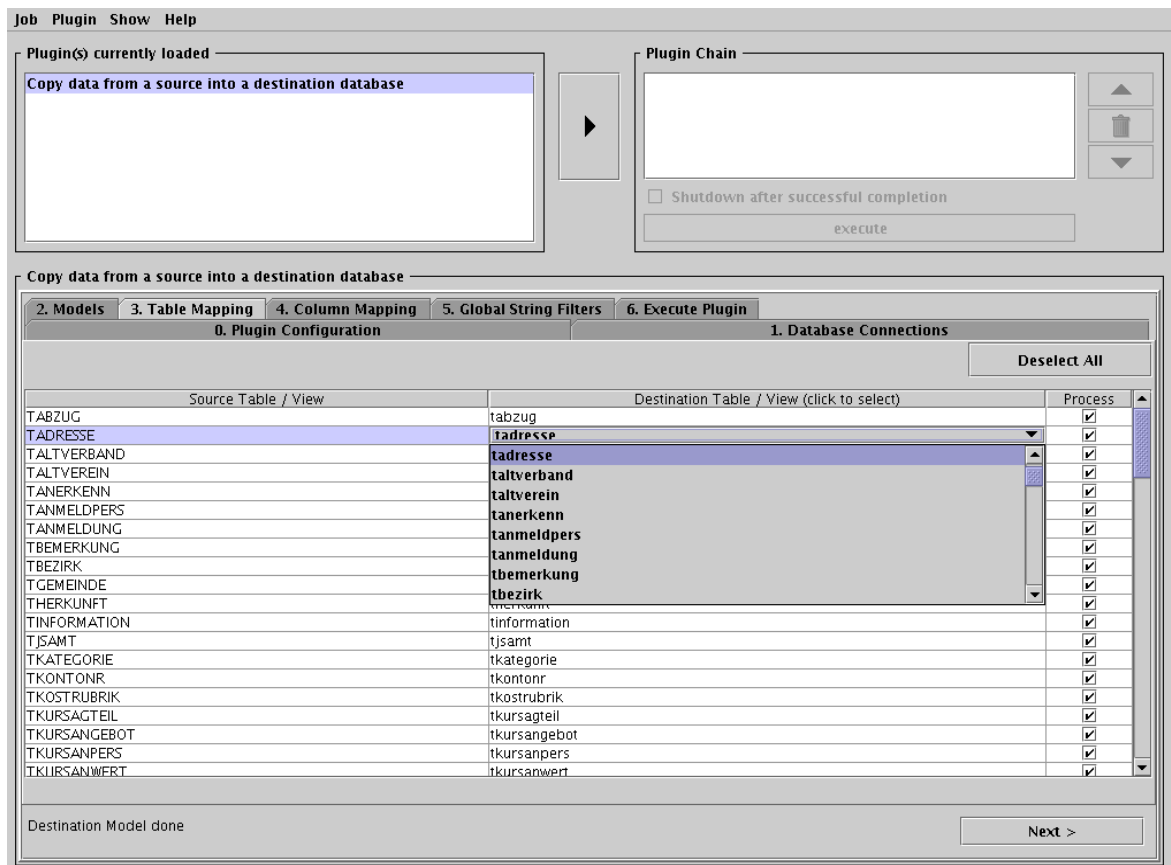 Job Plugin Show Help
Plugin(s) currently loaded
Copy data from a source into a destination database
Plugin Chain
Shutdown after successful completion
execute
Copy data from a source into a destination database
2. Models 3. Table Mapping 4. Column Mapping 5. Global String Filters 6. Execute Plugin
0. Plugin Configuration 1. Database Connections
Deselect All
Source Table / View Destination Table / View (click to select) Process
TABZUG tabzug
TADRESSE tadresse
TALTVERBAND tadresse
TALTVEREIN taltverband
TANERKENN taltverein
TANMELDPERS tanerkenn
TANMELDUNG tanmeldpers
TBEMERKUNG tanmeldung
TBEZIRK tbemerkung
TGEMEINDE tbezirk
THERKUNFT
TINFORMATION tinformation
TJSAMT tjsamt
TKATEGORIE tkategorie
TKONTONR tkontonr
TKOSTRUBRIK tkostrubrik
TKURSAGTEIL tkursagteil
TKURSANGEBOT tkursangebot
TKURSANPERS tkursanpers
TKURSANWERT tkursanwert
Destination Model done
Next >